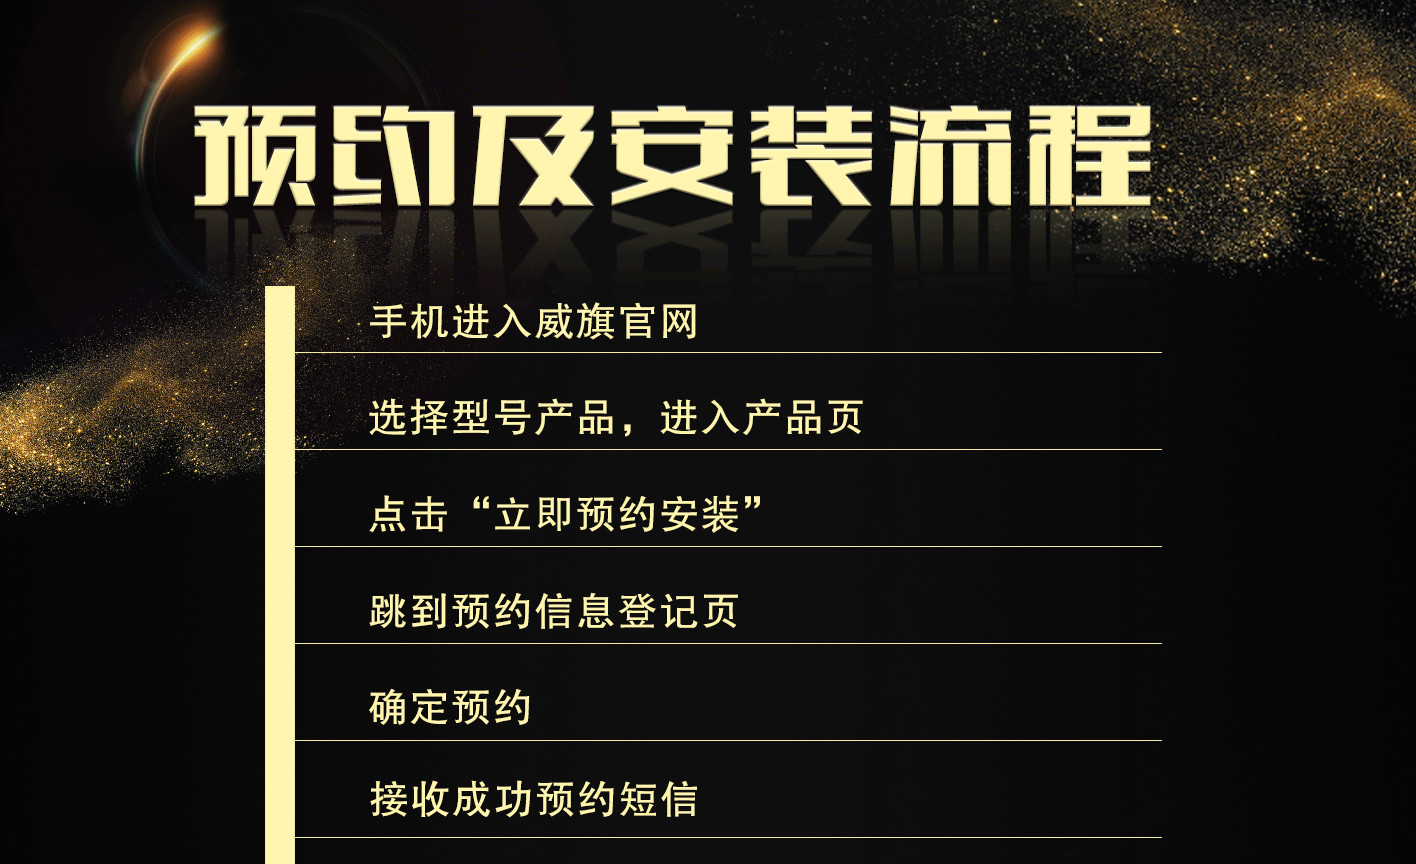 预约及安装流程
手机进入威旗官网
选择型号产品，进入产品页
点击“立即预约安装”
跳到预约信息登记页
确定预约
接收成功预约短信